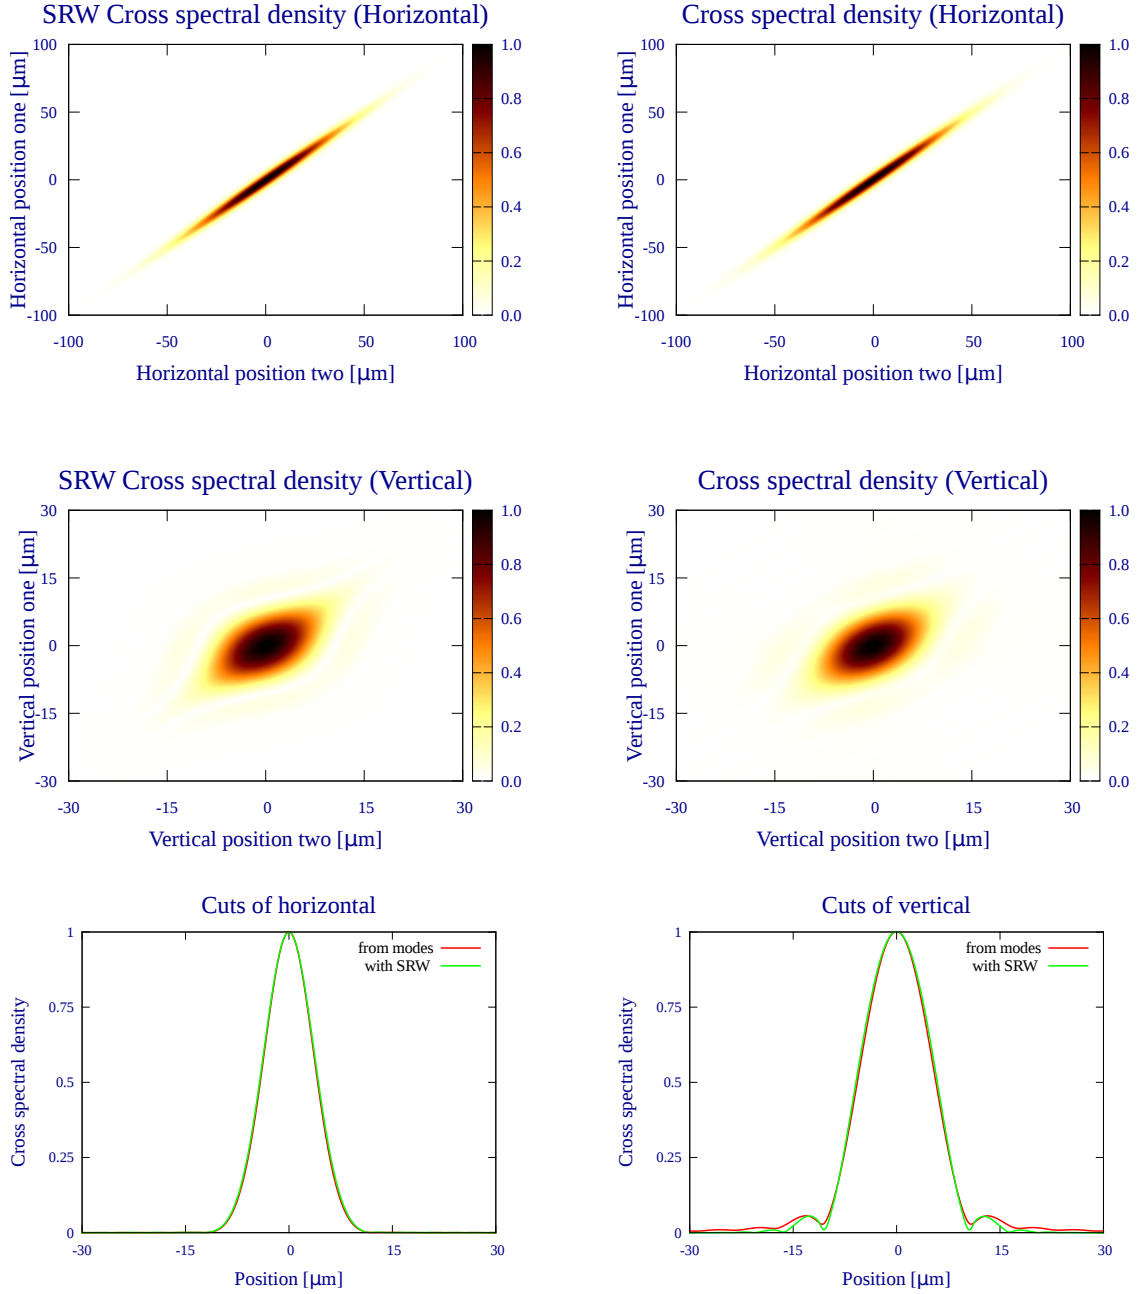 SRW Cross spectral density (Horizontal)
Horizontal position one [μm]
100
50
0
-50
-100
-100 -50 0 50 100
Horizontal position two [μm]
1.0
0.8
0.6
0.4
0.2
0.0
Cross spectral density (Horizontal)
Horizontal position one [μm]
100
50
0
-50
-100
-100 -50 0 50 100
Horizontal position two [μm]
1.0
0.8
0.6
0.4
0.2
0.0
SRW Cross spectral density (Vertical)
Vertical position one [μm]
30
15
0
-15
-30
-30 -15 0 15 30
Vertical position two [μm]
1.0
0.8
0.6
0.4
0.2
0.0
Cross spectral density (Vertical)
Vertical position one [μm]
30
15
0
-15
-30
-30 -15 0 15 30
Vertical position two [μm]
1.0
0.8
0.6
0.4
0.2
0.0
Cuts of horizontal
Cross spectral density
1
0.75
0.5
0.25
0
-30 -15 0 15 30
Position [μm]
from modes
with SRW
Cuts of vertical
Cross spectral density
1
0.75
0.5
0.25
0
-30 -15 0 15 30
Position [μm]
from modes
with SRW